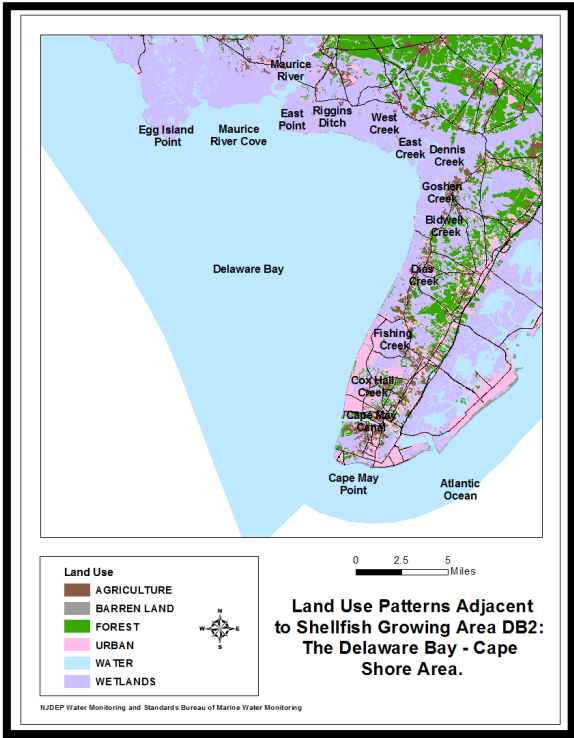 Maurice
River
Egg Island
Point
Maurice
River Cove
East
Point
Riggins
Ditch
West
Creek
East
Creek
Dennis
Creek
Goshen
Creek
Bidwell
Creek
Delaware Bay
Dias
Creek
Fishing
Creek
Cox Hall
Creek
Cape May
Canal
Cape May
Point
Atlantic
Ocean
Land Use
AGRICULTURE
BARREN LAND
FOREST
URBAN
WATER
WETLANDS
N
W E
S
0 2.5 5
Miles
Land Use Patterns Adjacent
to Shellfish Growing Area DB2:
The Delaware Bay - Cape
Shore Area.
NJDEP Water Monitoring and Standards Bureau of Marine Water Monitoring